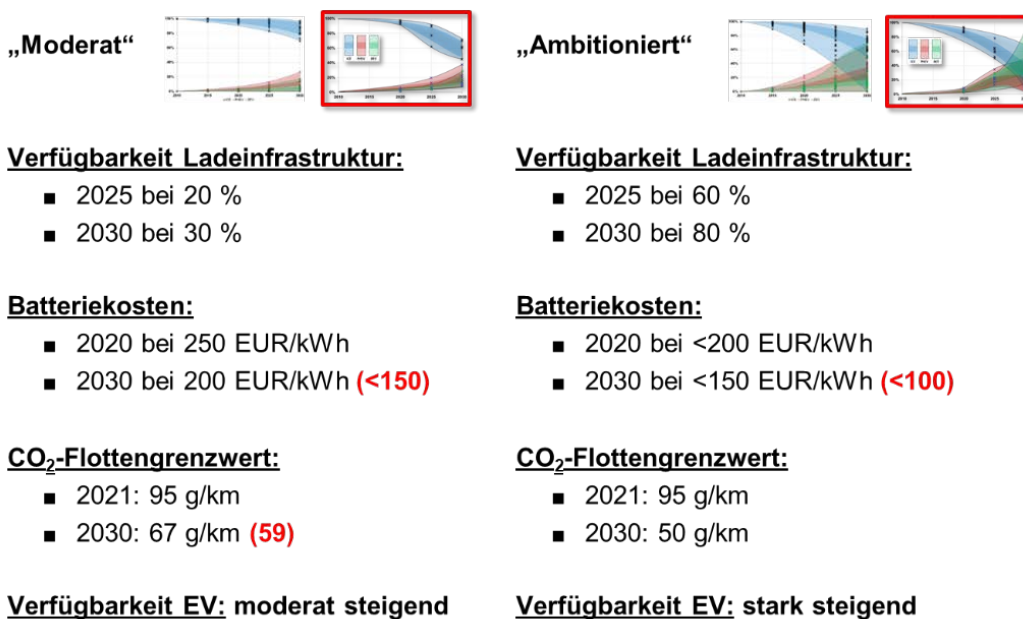 „Moderat“
Verfügbarkeit Ladeinfrastruktur:
■ 2025 bei 20 %
■ 2030 bei 30 %
Batteriekosten:
■ 2020 bei 250 EUR/kWh
■ 2030 bei 200 EUR/kWh (<150)
CO₂-Flottengrenzwert:
■ 2021: 95 g/km
■ 2030: 67 g/km (59)
Verfügbarkeit EV: moderat steigend
„Ambitioniert“
Verfügbarkeit Ladeinfrastruktur:
■ 2025 bei 60 %
■ 2030 bei 80 %
Batteriekosten:
■ 2020 bei <200 EUR/kWh
■ 2030 bei <150 EUR/kWh (<100)
CO₂-Flottengrenzwert:
■ 2021: 95 g/km
■ 2030: 50 g/km
Verfügbarkeit EV: stark steigend